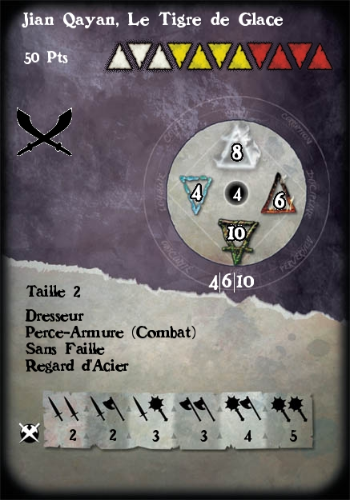 Jian Qayan, Le Tigre de Glace
50 Pts
8
4 4 6
10
4|6|10
Taille 2
Dresseur
Perce-Armure (Combat)
Sans Faille
Regard d'Acier
2 2 3 3 4 5